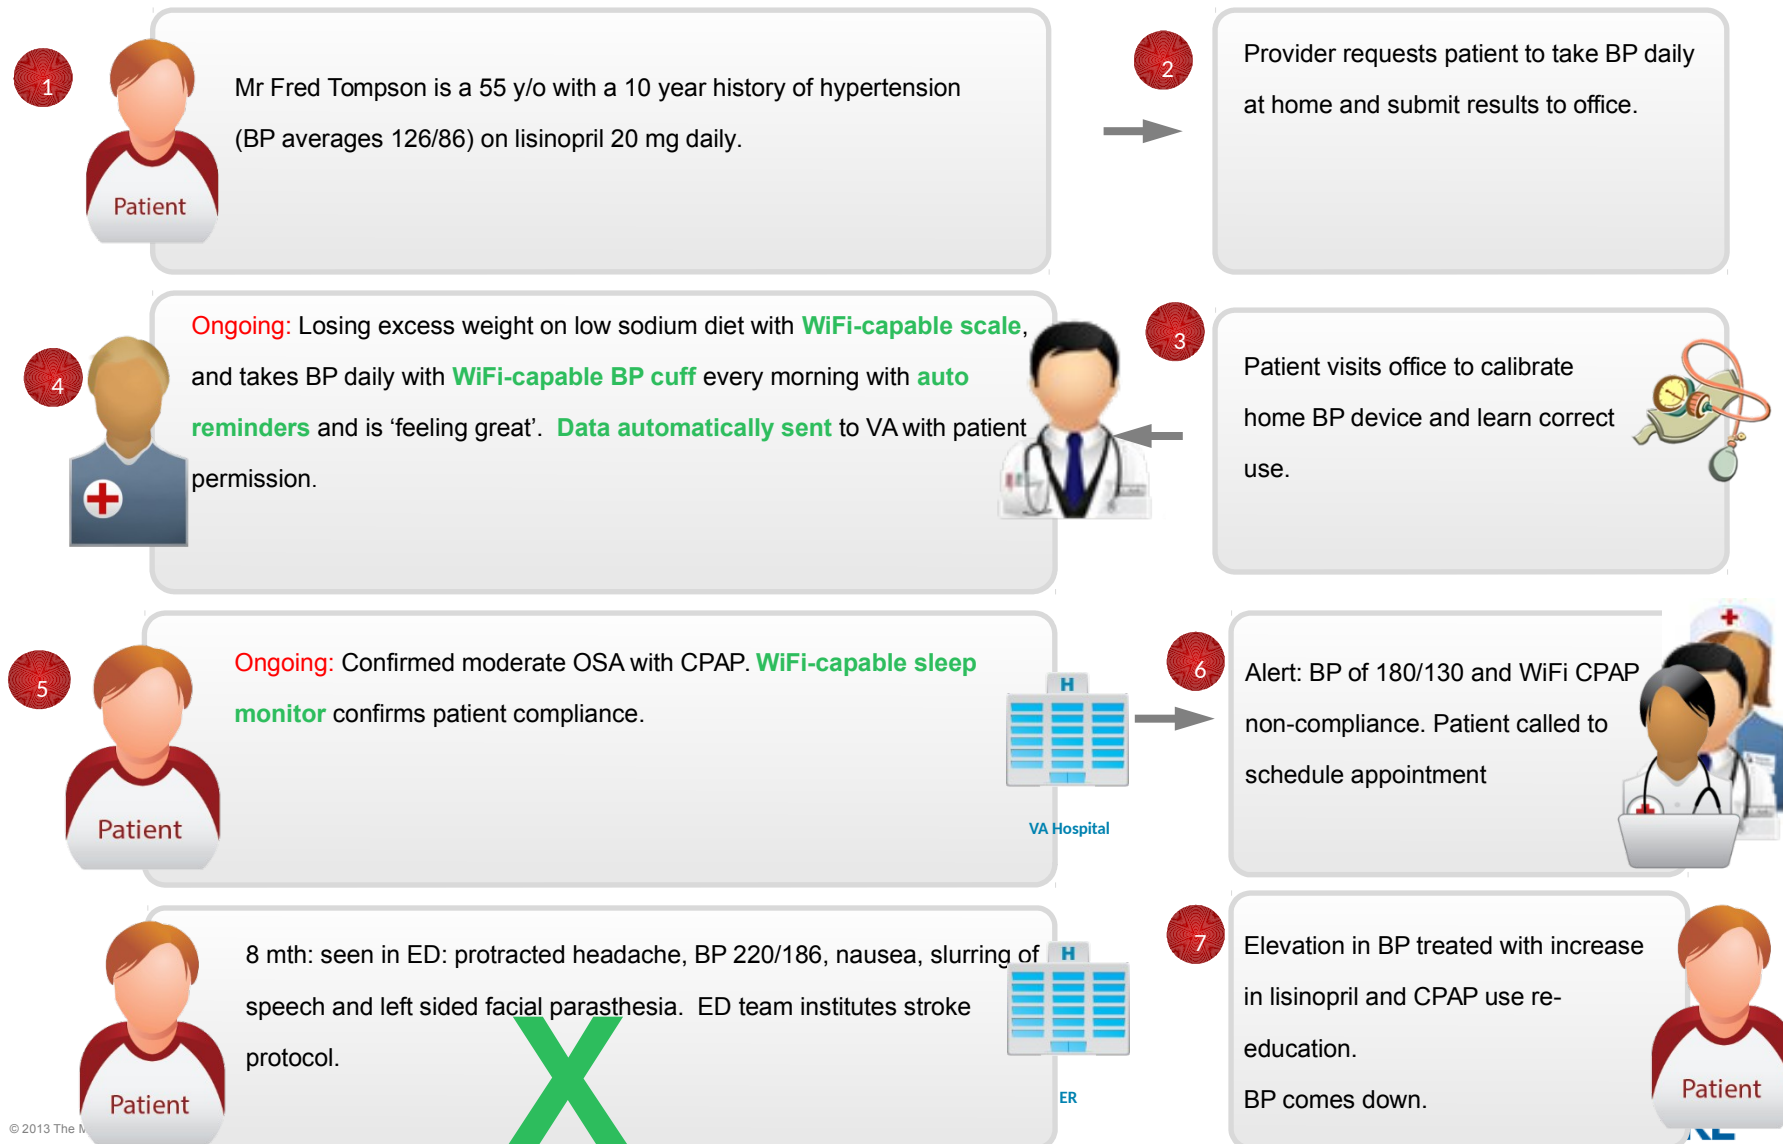 1
Mr Fred Tompson is a 55 y/o with a 10 year history of hypertension
(BP averages 126/86) on lisinopril 20 mg daily.
Patient
2
Provider requests patient to take BP daily
at home and submit results to office.
3
Patient visits office to calibrate
home BP device and learn correct
use.
4
Ongoing: Losing excess weight on low sodium diet with WiFi-capable scale,
and takes BP daily with WiFi-capable BP cuff every morning with auto
reminders and is ‘feeling great’.  Data automatically sent to VA with patient
permission.
5
Ongoing: Confirmed moderate OSA with CPAP. WiFi-capable sleep
monitor confirms patient compliance.
Patient
H
VA Hospital
6
Alert: BP of 180/130 and WiFi CPAP
non-compliance. Patient called to
schedule appointment
8 mth: seen in ED: protracted headache, BP 220/186, nausea, slurring of
speech and left sided facial parasthesia.  ED team institutes stroke
protocol.
Patient
X
H
ER
7
Elevation in BP treated with increase
in lisinopril and CPAP use re-
education.
BP comes down.
Patient
© 2013 The